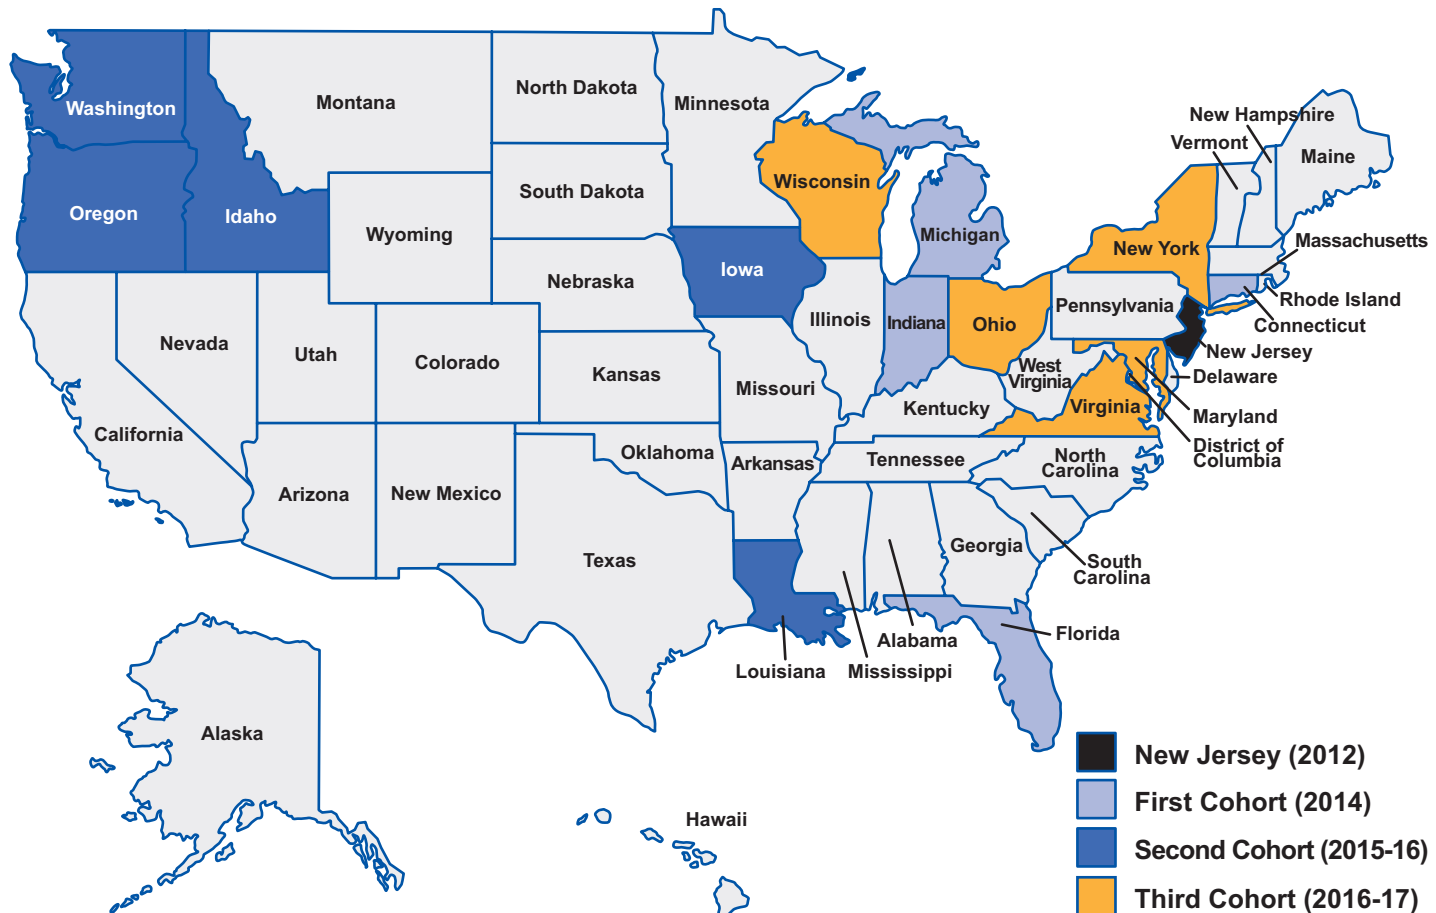 Washington
Montana
North Dakota
Minnesota
New Hampshire
Vermont
Maine
Oregon
Idaho
Wyoming
South Dakota
Wisconsin
Michigan
New York
Massachusetts
Nebraska
Iowa
Rhode Island
Connecticut
Nevada
Utah
Colorado
Kansas
Missouri
Illinois
Indiana
Ohio
Pennsylvania
New Jersey
West
Virginia
Delaware
California
Kentucky
Virginia
Maryland
District of
Columbia
Arizona
New Mexico
Oklahoma
Arkansas
Tennessee
North
Carolina
Texas
Georgia
South
Carolina
Louisiana
Mississippi
Alabama
Florida
Alaska
Hawaii
New Jersey (2012)
First Cohort (2014)
Second Cohort (2015-16)
Third Cohort (2016-17)